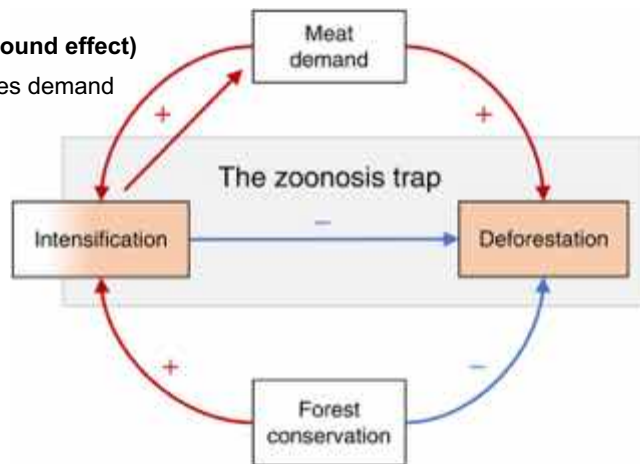 ound effect)
es demand
Meat
demand
+
+
The zoonosis trap
Intensification
−
Deforestation
+
−
Forest
conservation